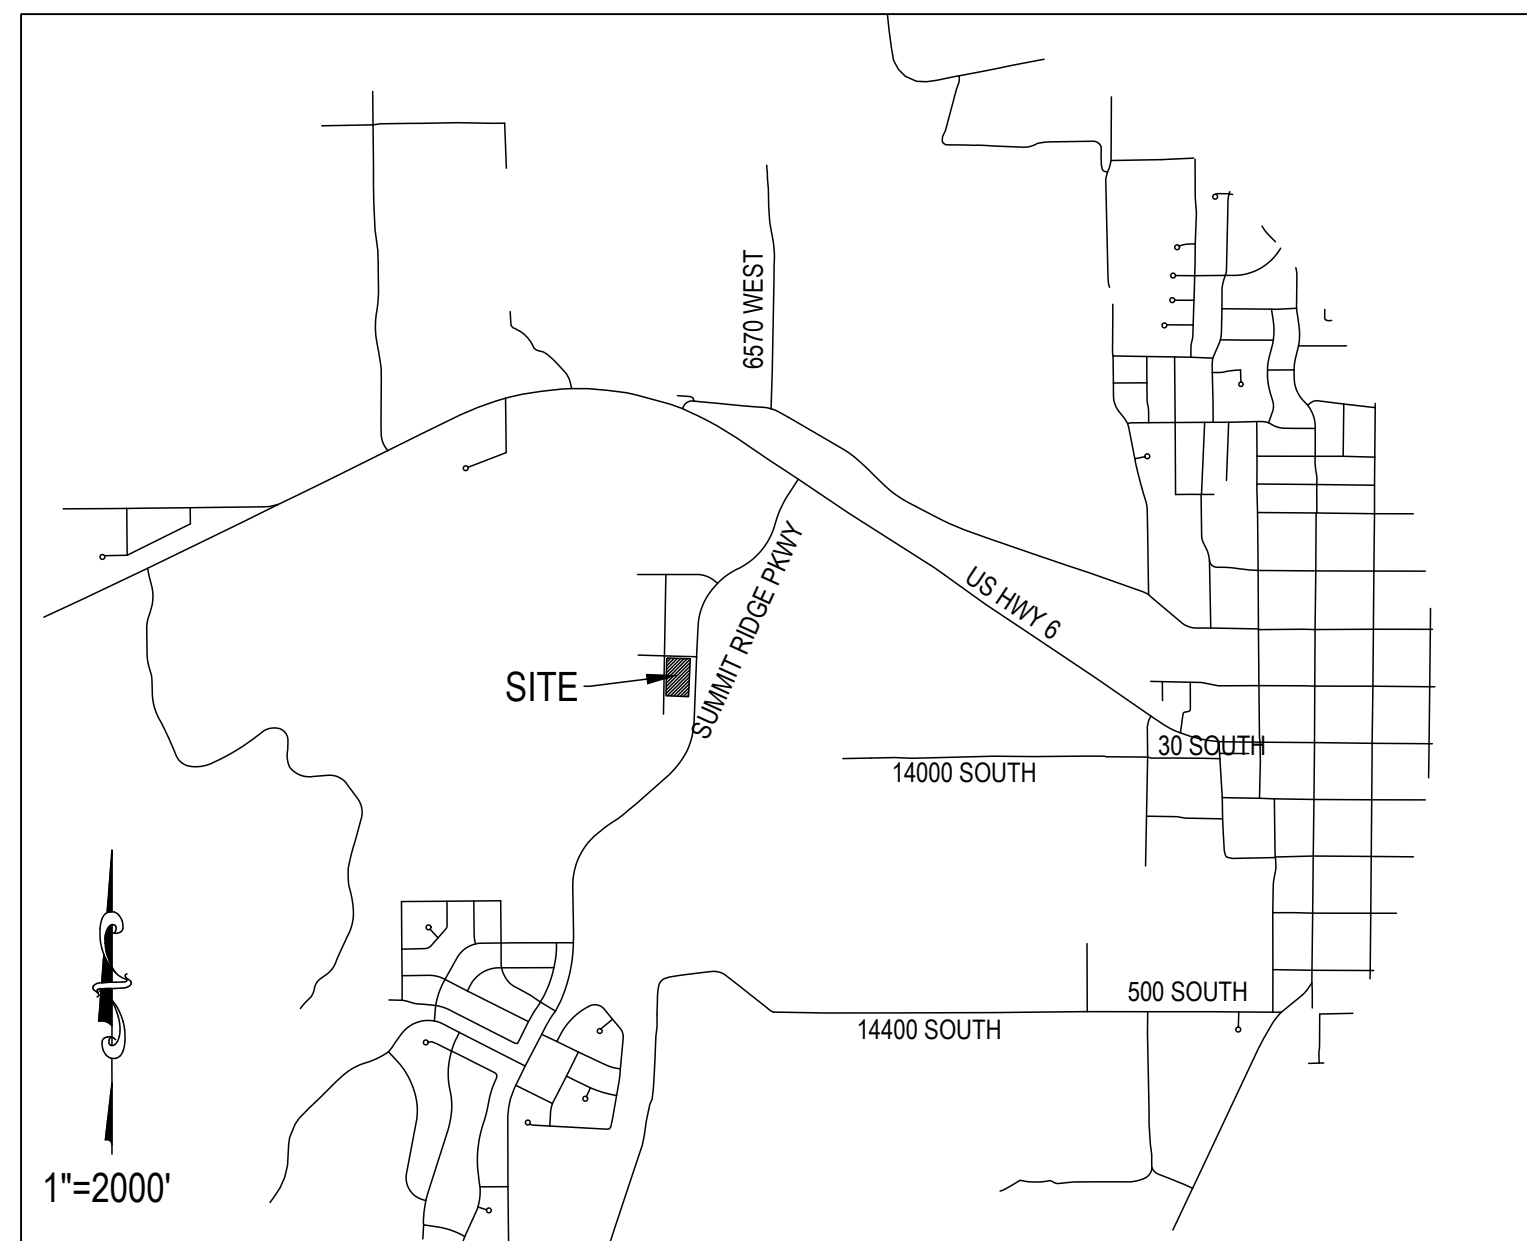 6570 WEST
SUMMIT RIDGE PKWY
US HWY 6
SITE
30 SOUTH
14000 SOUTH
500 SOUTH
14400 SOUTH
1"=2000'